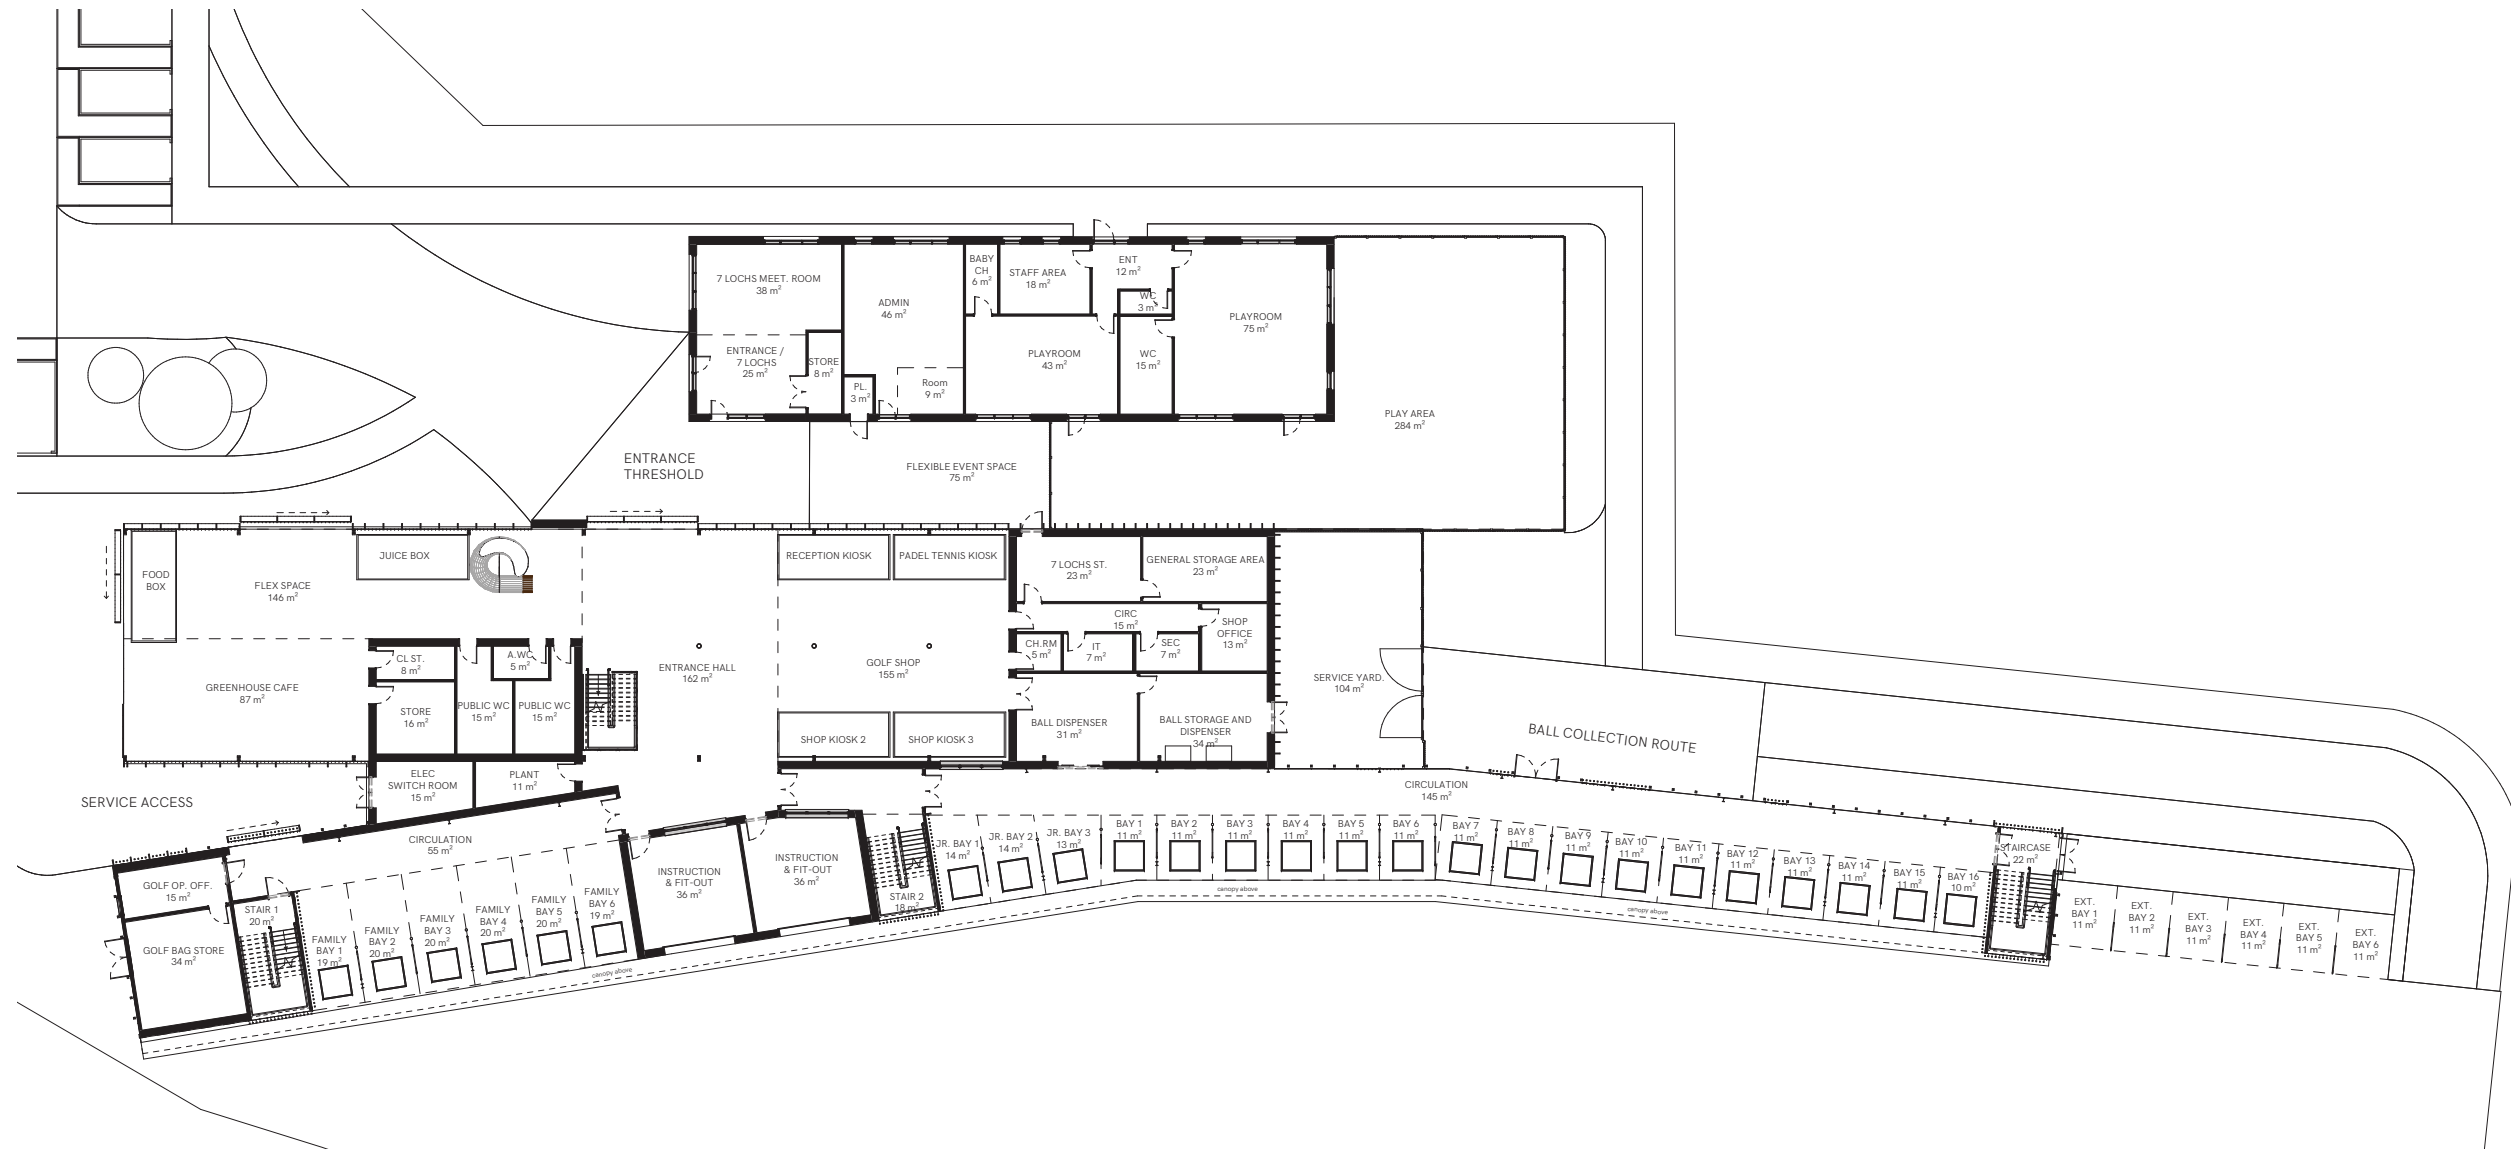 7 LOCHS MEET. ROOM
38 m²
ADMIN
46 m²
BABY
CH
6 m²
STAFF AREA
18 m²
ENT
12 m²
WC
3 m²
PLAYROOM
75 m²
ENTRANCE /
7 LOCHS
25 m²
STORE
8 m²
PL.
3 m²
Room
9 m²
PLAYROOM
43 m²
WC
15 m²
PLAY AREA
284 m²
ENTRANCE
THRESHOLD
FLEXIBLE EVENT SPACE
75 m²
FOOD
BOX
FLEX SPACE
146 m²
JUICE BOX
RECEPTION KIOSK
PADEL TENNIS KIOSK
7 LOCHS ST.
23 m²
GENERAL STORAGE AREA
23 m²
CIRC
15 m²
SHOP
OFFICE
13 m²
CH.RM
5 m²
IT
7 m²
SEC
7 m²
GREENHOUSE CAFE
87 m²
CL ST.
8 m²
A.WC
5 m²
STORE
16 m²
PUBLIC WC
15 m²
PUBLIC WC
15 m²
ENTRANCE HALL
162 m²
GOLF SHOP
155 m²
SHOP KIOSK 2
SHOP KIOSK 3
BALL DISPENSER
31 m²
BALL STORAGE AND
DISPENSER
34 m²
SERVICE YARD.
104 m²
BALL COLLECTION ROUTE
SERVICE ACCESS
ELEC
SWITCH ROOM
15 m²
PLANT
11 m²
CIRCULATION
55 m²
CIRCULATION
145 m²
GOLF OP. OFF.
15 m²
GOLF BAG STORE
34 m²
STAIR 1
20 m²
FAMILY
BAY 1
19 m²
FAMILY
BAY 2
20 m²
FAMILY
BAY 3
20 m²
FAMILY
BAY 4
20 m²
FAMILY
BAY 5
20 m²
FAMILY
BAY 6
19 m²
canopy above
INSTRUCTION
& FIT-OUT
36 m²
INSTRUCTION
& FIT-OUT
36 m²
STAIR 2
18 m²
JR. BAY 1
14 m²
JR. BAY 2
14 m²
JR. BAY 3
13 m²
BAY 1
11 m²
BAY 2
11 m²
BAY 3
11 m²
BAY 4
11 m²
BAY 5
11 m²
BAY 6
11 m²
BAY 7
11 m²
BAY 8
11 m²
BAY 9
11 m²
BAY 10
11 m²
BAY 11
11 m²
BAY 12
11 m²
BAY 13
11 m²
BAY 14
11 m²
BAY 15
11 m²
BAY 16
10 m²
canopy above
canopy above
STAIRCASE
22 m²
EXT.
BAY 1
11 m²
EXT.
BAY 2
11 m²
EXT.
BAY 3
11 m²
EXT.
BAY 4
11 m²
EXT.
BAY 5
11 m²
EXT.
BAY 6
11 m²